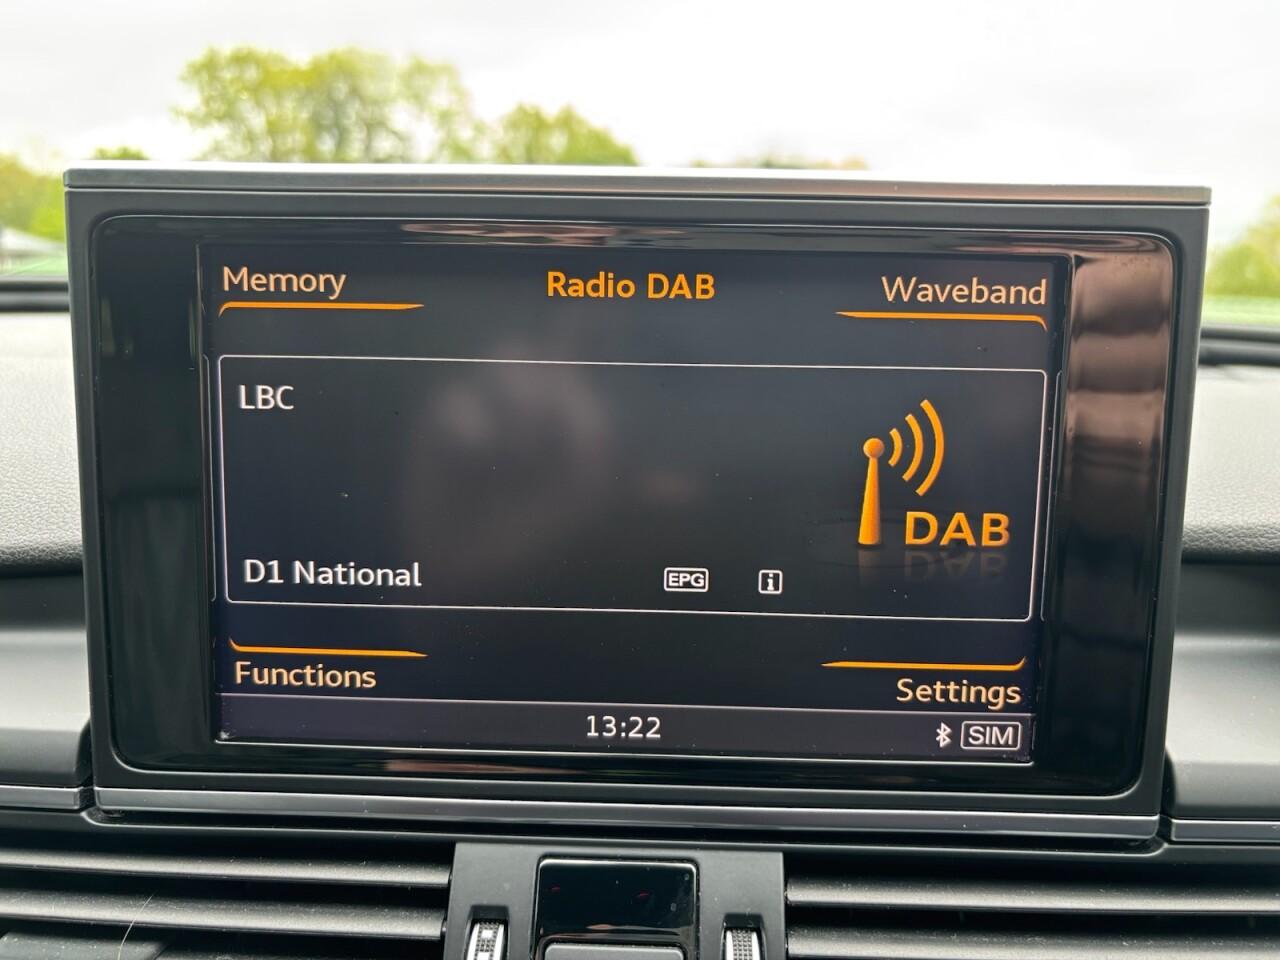 Memory
Radio DAB
Waveband
LBC
DAB
D1 National
EPG
i
Functions
Settings
13:22
SIM